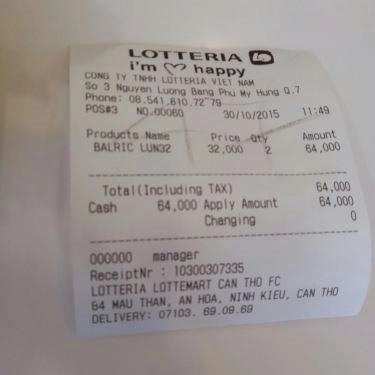 LOTTERIA
i'm happy
CONG TY TNHH LOTTERIA VIET NAM
So 3 Nguyen Luong Bang Phu My Hung Q.7
Phone: 08.541,610.72~79
POS#3 NO.00060 30/10/2015 11:49
Products Name Price Qty Amount
BALRIC LUN32 32,000 2 64,000
Total(Including TAX) 64,000
Cash 64,000 Apply Amount 64,000
Changing 0
000000 manager
ReceiptNr : 10300307335
LOTTERIA LOTTEMART CAN THO FC
84 MAU THAN, AN HOA, NINH KIEU, CAN THO
DELIVERY: 07103. 69.09.69